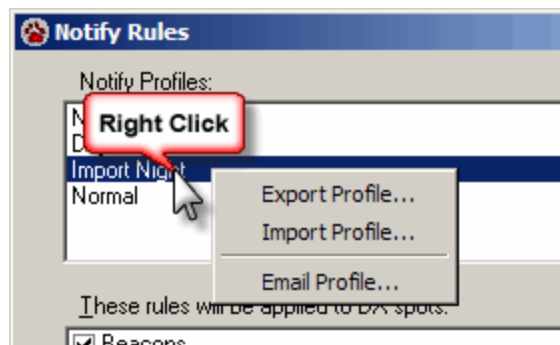 Notify Rules
Notify Profiles:
Right Click
Import Night
Normal
Export Profile...
Import Profile...
Email Profile...
These rules will be applied to DX spots:
Beacons